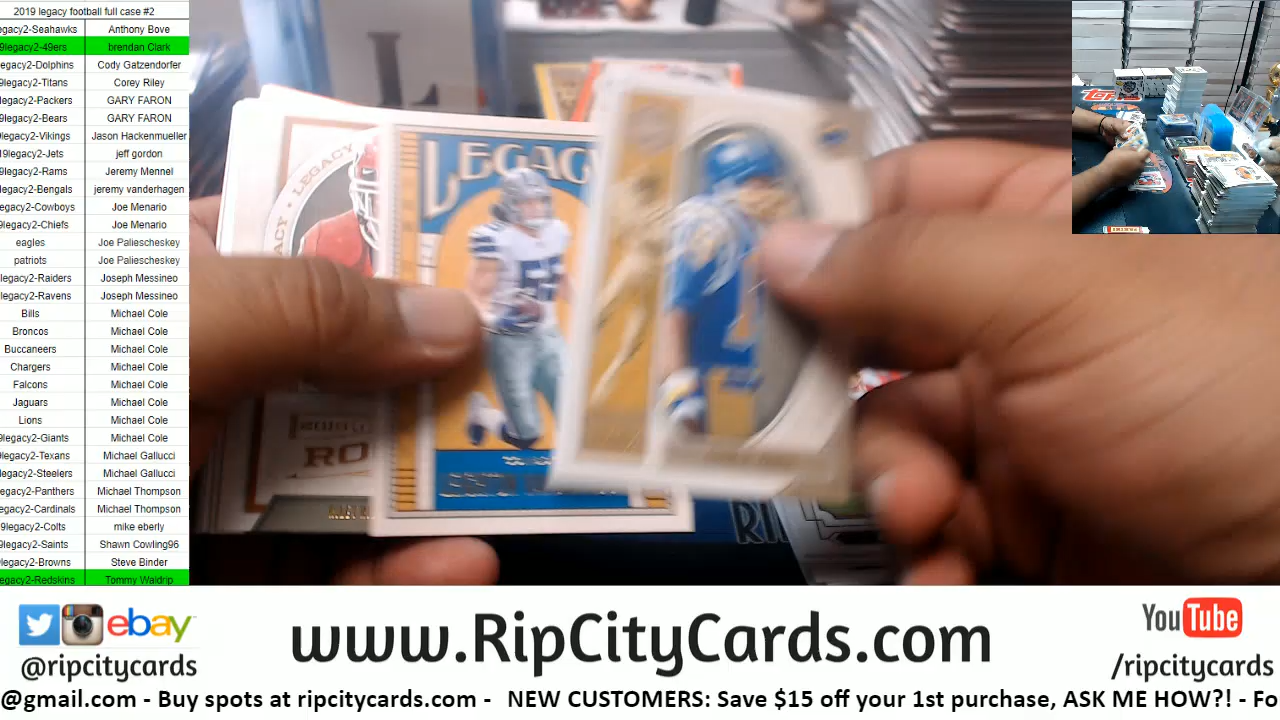 2019 legacy football full case #2
egacy2-Seahawks Anthony Bove
9legacy2-49ers brendan Clark
egacy2-Dolphins Cody Gatzendorfer
9legacy2-Titans Corey Riley
legacy2-Packers GARY FARON
9legacy2-Bears GARY FARON
legacy2-Vikings Jason Hackenmueller
19legacy2-Jets jeff gordon
9legacy2-Rams Jeremy Mennel
egacy2-Bengals jeremy vanderhagen
egacy2-Cowboys Joe Menario
legacy2-Chiefs Joe Menario
eagles Joe Paliescheskey
patriots Joe Paliescheskey
legacy2-Raiders Joseph Messineo
legacy2-Ravens Joseph Messineo
Bills Michael Cole
Broncos Michael Cole
Buccaneers Michael Cole
Chargers Michael Cole
Falcons Michael Cole
Jaguars Michael Cole
Lions Michael Cole
9legacy2-Giants Michael Cole
9legacy2-Texans Michael Gallucci
legacy2-Steelers Michael Gallucci
egacy2-Panthers Michael Thompson
gacy2-Cardinals Michael Thompson
9legacy2-Colts mike eberly
9legacy2-Saints Shawn Cowling96
legacy2-Browns Steve Binder
egacy2-Redskins Tommy Waldrip
LEGACY
LEGAC
RO
ebay
@ripcitycards
www.RipCityCards.com
YouTube
/ripcitycards
@gmail.com - Buy spots at ripcitycards.com - NEW CUSTOMERS: Save $15 off your 1st purchase, ASK ME HOW?! - Fo